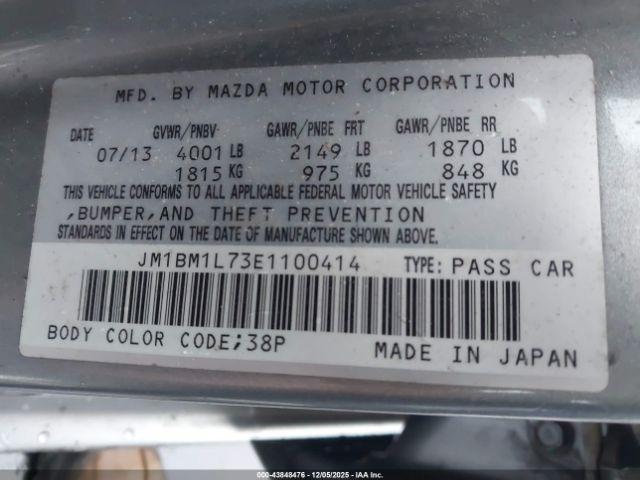 MFD. BY MAZDA MOTOR CORPORATION
DATE GVWR/PNBV GAWR/PNBE FRT GAWR/PNBE RR
07/13 4001 LB 2149 LB 1870 LB
1815 KG 975 KG 848 KG
THIS VEHICLE CONFORMS TO ALL APPLICABLE FEDERAL MOTOR VEHICLE SAFETY
,BUMPER,AND THEFT PREVENTION
STANDARDS IN EFFECT ON THE DATE OF MANUFACTURE SHOWN ABOVE.
JM1BM1L73E1100414 TYPE: PASS CAR
BODY COLOR CODE;38P MADE IN JAPAN
000-43848476 - 12/05/2025 - IAA Holdings, LLC.